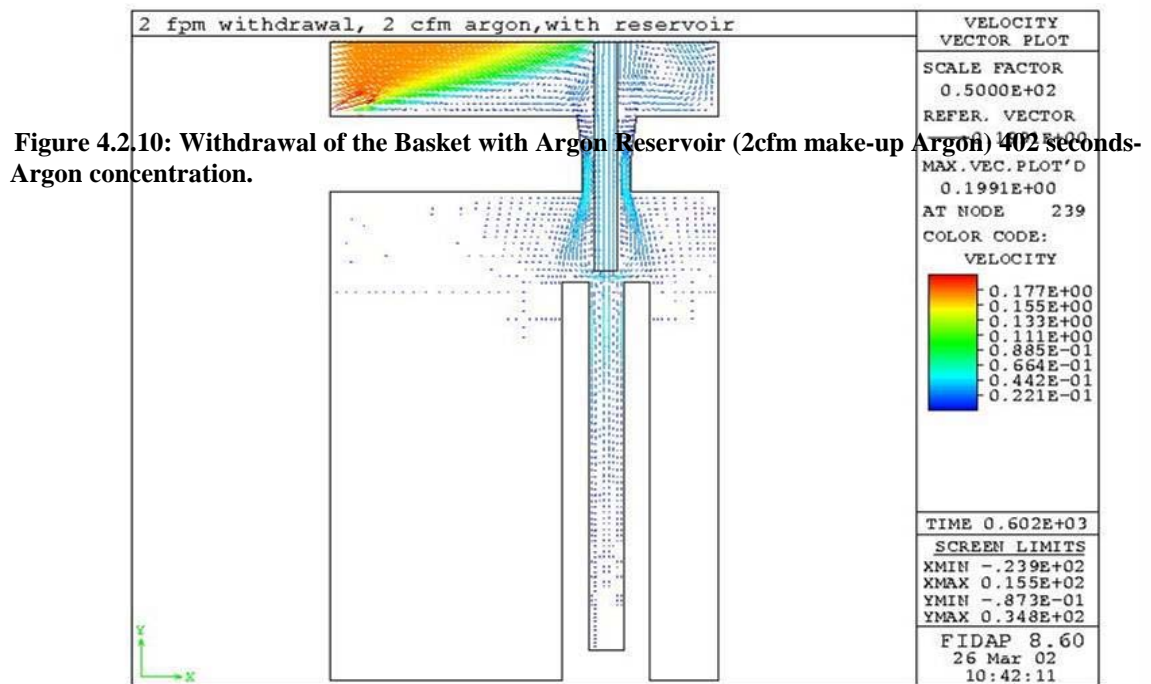 2 fpm withdrawal, 2 cfm argon,with reservoir
Figure 4.2.10: Withdrawal of the Basket with Argon Reservoir (2cfm make-up Argon) 402 seconds-
Argon concentration.
VELOCITY
VECTOR PLOT
SCALE FACTOR
0.5000E+02
REFER. VECTOR
MAX.VEC.PLOT'D
0.1991E+00
AT NODE 239
COLOR CODE:
VELOCITY
0.177E+00
0.155E+00
0.133E+00
0.111E+00
0.885E-01
0.664E-01
0.442E-01
0.221E-01
TIME 0.602E+03
SCREEN LIMITS
XMIN -.239E+02
XMAX 0.155E+02
YMIN -.873E-01
YMAX 0.348E+02
FIDAP 8.60
26 Mar 02
10:42:11
Y
X